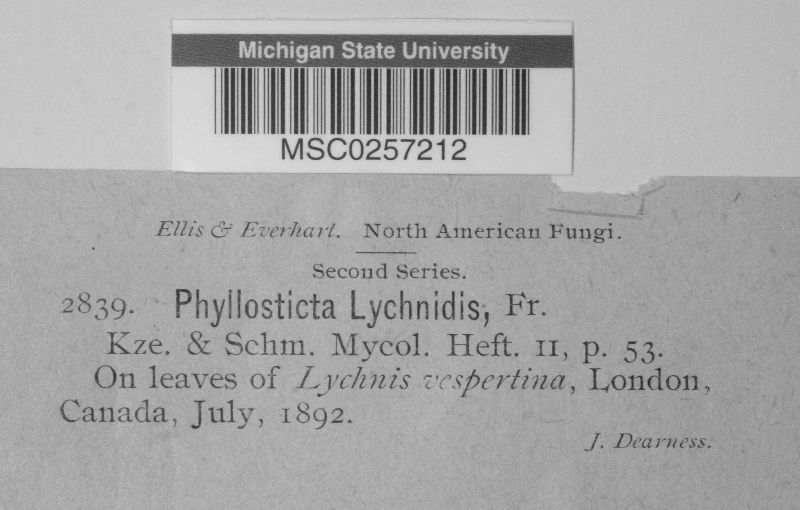 Michigan State University
MSC0257212
Ellis & Everhart. North American Fungi.
Second Series.
2839. Phyllosticta Lychnidis, Fr.
Kze. & Schm. Mycol. Heft. II, p. 53.
On leaves of Lychnis vespertina, London,
Canada, July, 1892.
J. Dearness.